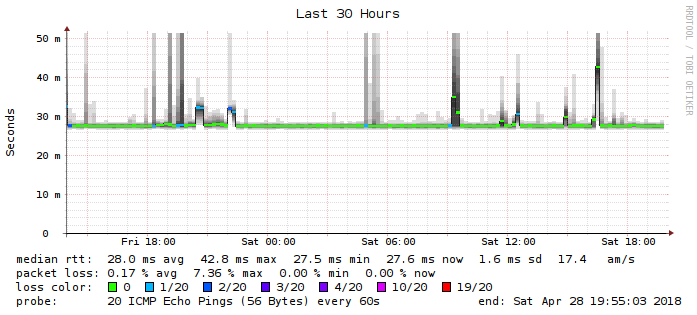 Last 30 Hours
RRDTOOL / TOBI OETIKER
Seconds
50 m
40 m
30 m
20 m
10 m
0
Fri 18:00 Sat 00:00 Sat 06:00 Sat 12:00 Sat 18:00
median rtt: 28.0 ms avg 42.8 ms max 27.5 ms min 27.6 ms now 1.6 ms sd 17.4 am/s
packet loss: 0.17 % avg 7.36 % max 0.00 % min 0.00 % now
loss color: 0 1/20 2/20 3/20 4/20 10/20 19/20
probe: 20 ICMP Echo Pings (56 Bytes) every 60s end: Sat Apr 28 19:55:03 2018